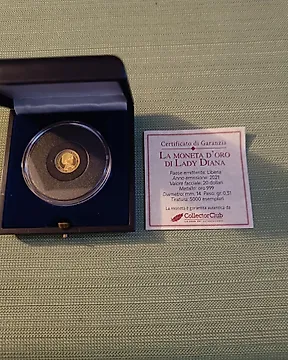 Certificato di Garanzia
LA MONETA D'ORO
DI LADY DIANA
Paese emittente: Liberia
Anno emissione: 2021
Valore facciale: 20 dollari
Metallo: oro 999
Diametro: mm. 14 Peso: gr. 0,51
Tiratura: 5000 esemplari
La moneta è garantita autentica da
CollectorClub